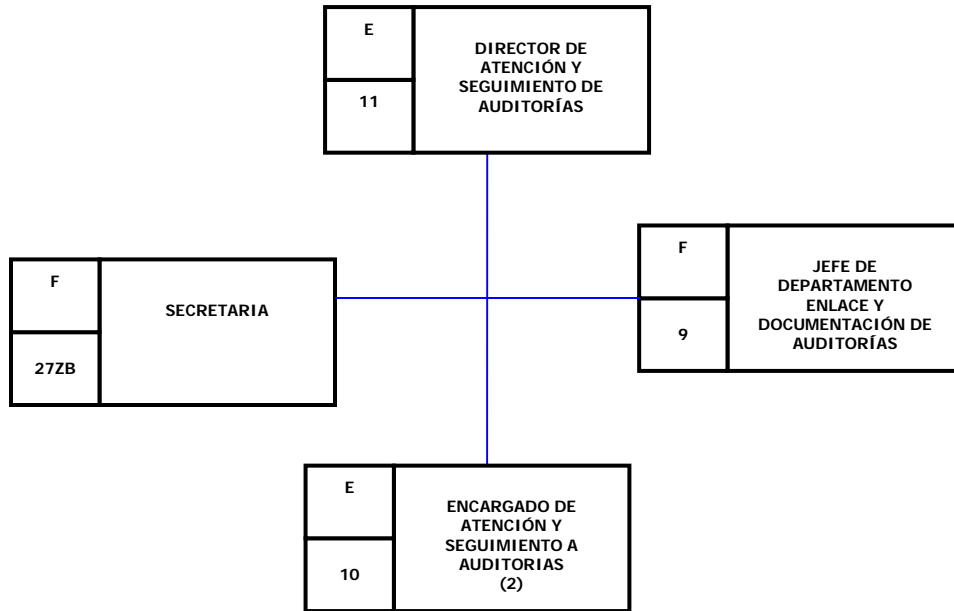 E
11
DIRECTOR DE
ATENCIÓN Y
SEGUIMIENTO DE
AUDITORÍAS
F
27ZB
SECRETARIA
F
9
JEFE DE
DEPARTAMENTO
ENLACE Y
DOCUMENTACIÓN DE
AUDITORÍAS
E
10
ENCARGADO DE
ATENCIÓN Y
SEGUIMIENTO A
AUDITORIAS
(2)